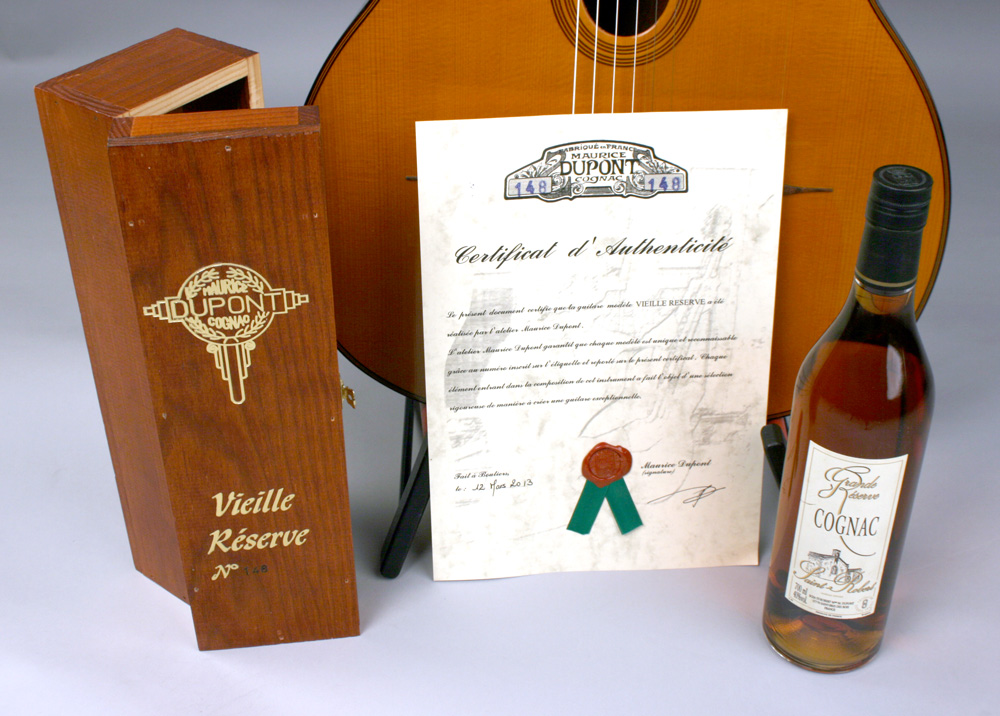 MAURICE
DUPONT
COGNAC
Vieille
Réserve
N° 148
FABRIQUÉ EN FRANCE
MAURICE
DUPONT
COGNAC
148 148
Certificat d'Authenticité
Le présent document certifie que la guitare modèle VIEILLE RESERVE a été
réalisée par l'atelier Maurice Dupont.
L'atelier Maurice Dupont garantit que chaque modèle est unique et reconnaissable
grâce au numéro inscrit sur l'étiquette et reporté sur le présent certificat. Chaque
élément entrant dans la composition de cet instrument a fait l'objet d'une sélection
rigoureuse de manière à créer une guitare exceptionnelle.
Fait à Boutiers,
le : 12 Mars 2013
Maurice Dupont
(signature)
Grande
Réserve
COGNAC
Saint-Robert
700 ml